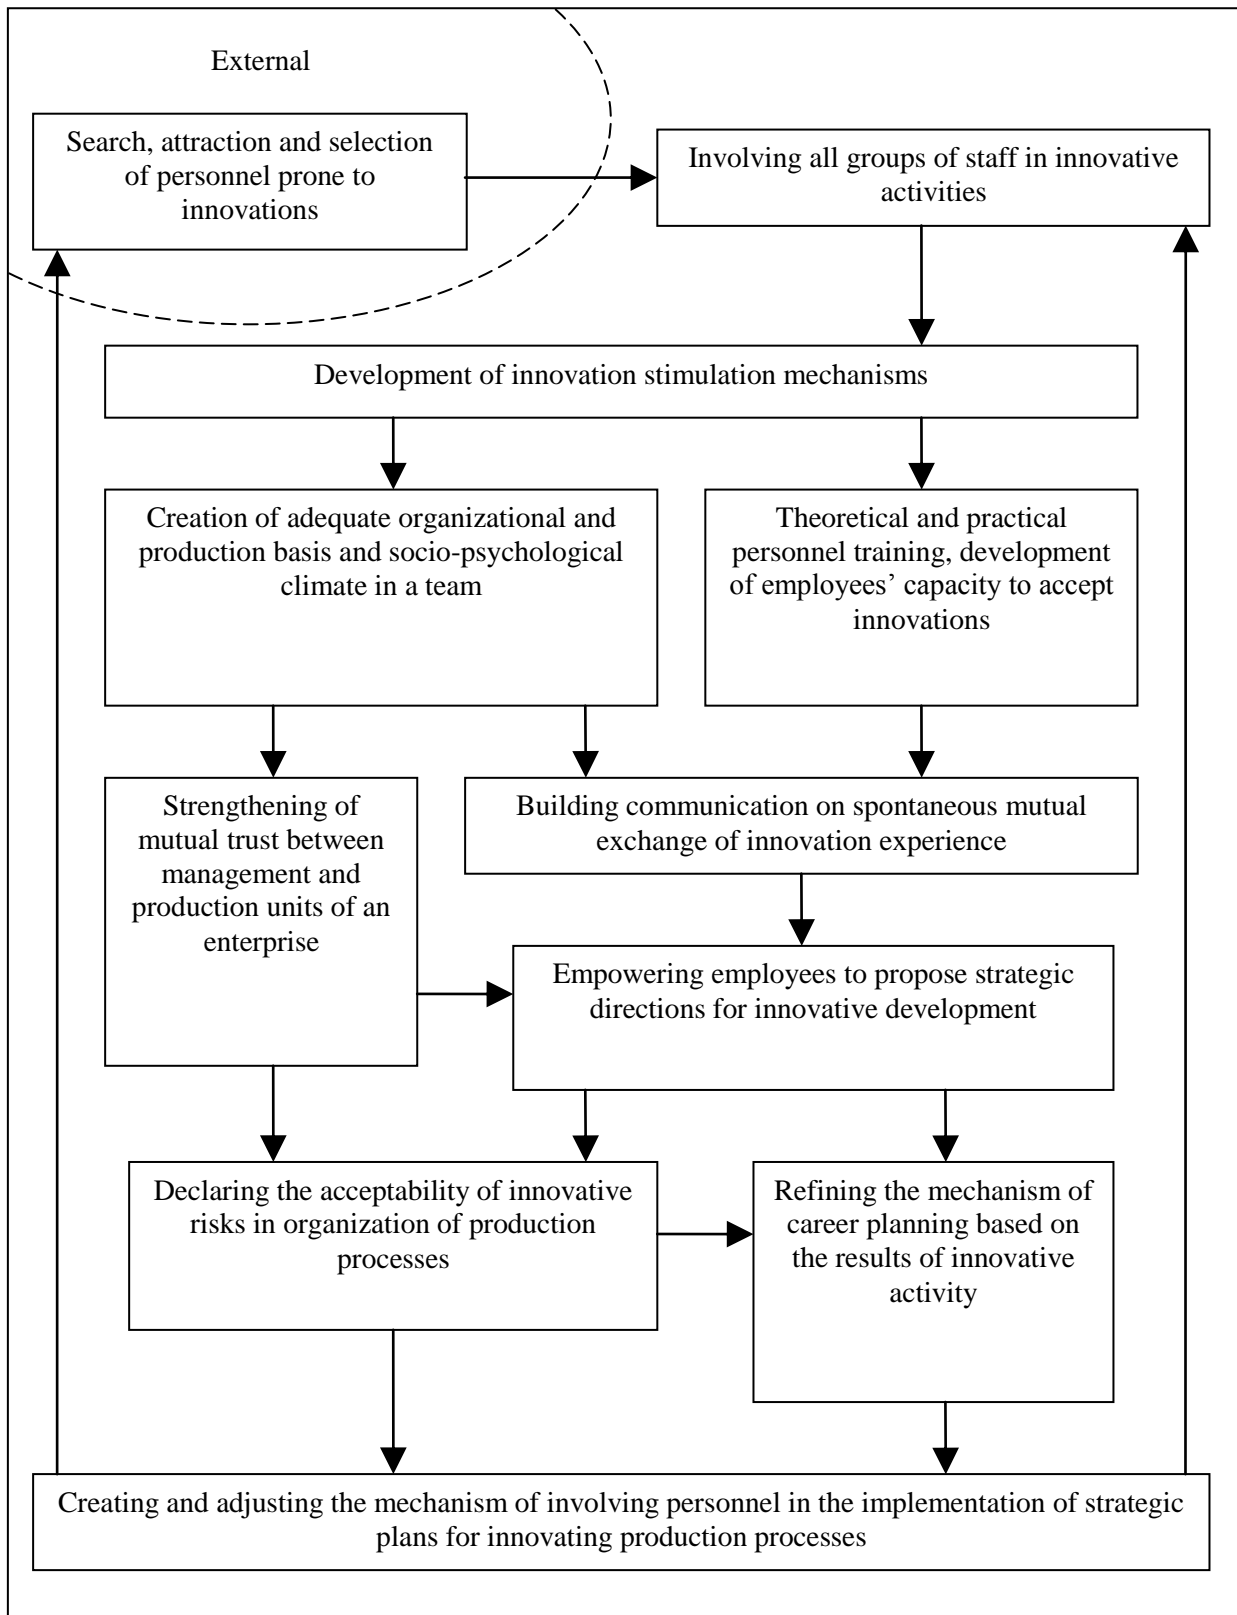 External
Search, attraction and selection
of personnel prone to
innovations
Involving all groups of staff in innovative
activities
Development of innovation stimulation mechanisms
Creation of adequate organizational and
production basis and socio-psychological
climate in a team
Theoretical and practical
personnel training, development
of employees’ capacity to accept
innovations
Strengthening of
mutual trust between
management and
production units of an
enterprise
Building communication on spontaneous mutual
exchange of innovation experience
Empowering employees to propose strategic
directions for innovative development
Declaring the acceptability of innovative
risks in organization of production
processes
Refining the mechanism of
career planning based on
the results of innovative
activity
Creating and adjusting the mechanism of involving personnel in the implementation of strategic
plans for innovating production processes